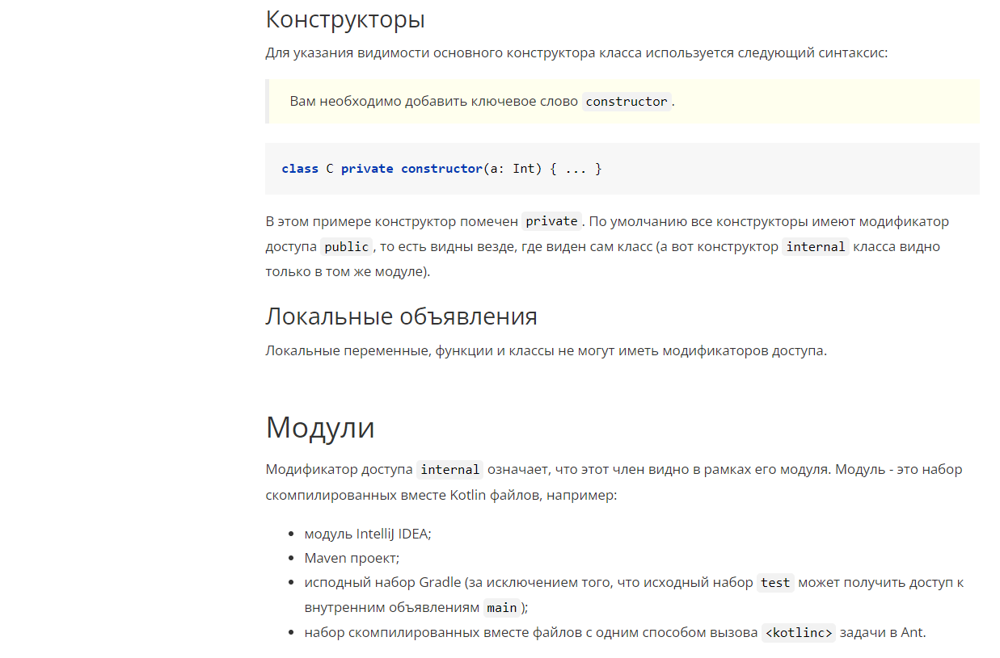 Конструкторы
Для указания видимости основного конструктора класса используется следующий синтаксис:
Вам необходимо добавить ключевое слово constructor.
class C private constructor(a: Int) { ... }
В этом примере конструктор помечен private. По умолчанию все конструкторы имеют модификатор
доступа public, то есть видны везде, где виден сам класс (а вот конструктор internal класса видно
только в том же модуле).
Локальные объявления
Локальные переменные, функции и классы не могут иметь модификаторов доступа.
Модули
Модификатор доступа internal означает, что этот член видно в рамках его модуля. Модуль - это набор
скомпилированных вместе Kotlin файлов, например:
• модуль IntelliJ IDEA;
• Maven проект;
• исподный набор Gradle (за исключением того, что исходный набор test может получить доступ к
внутренним объявлениям main);
• набор скомпилированных вместе файлов с одним способом вызова <kotlinc> задачи в Ant.